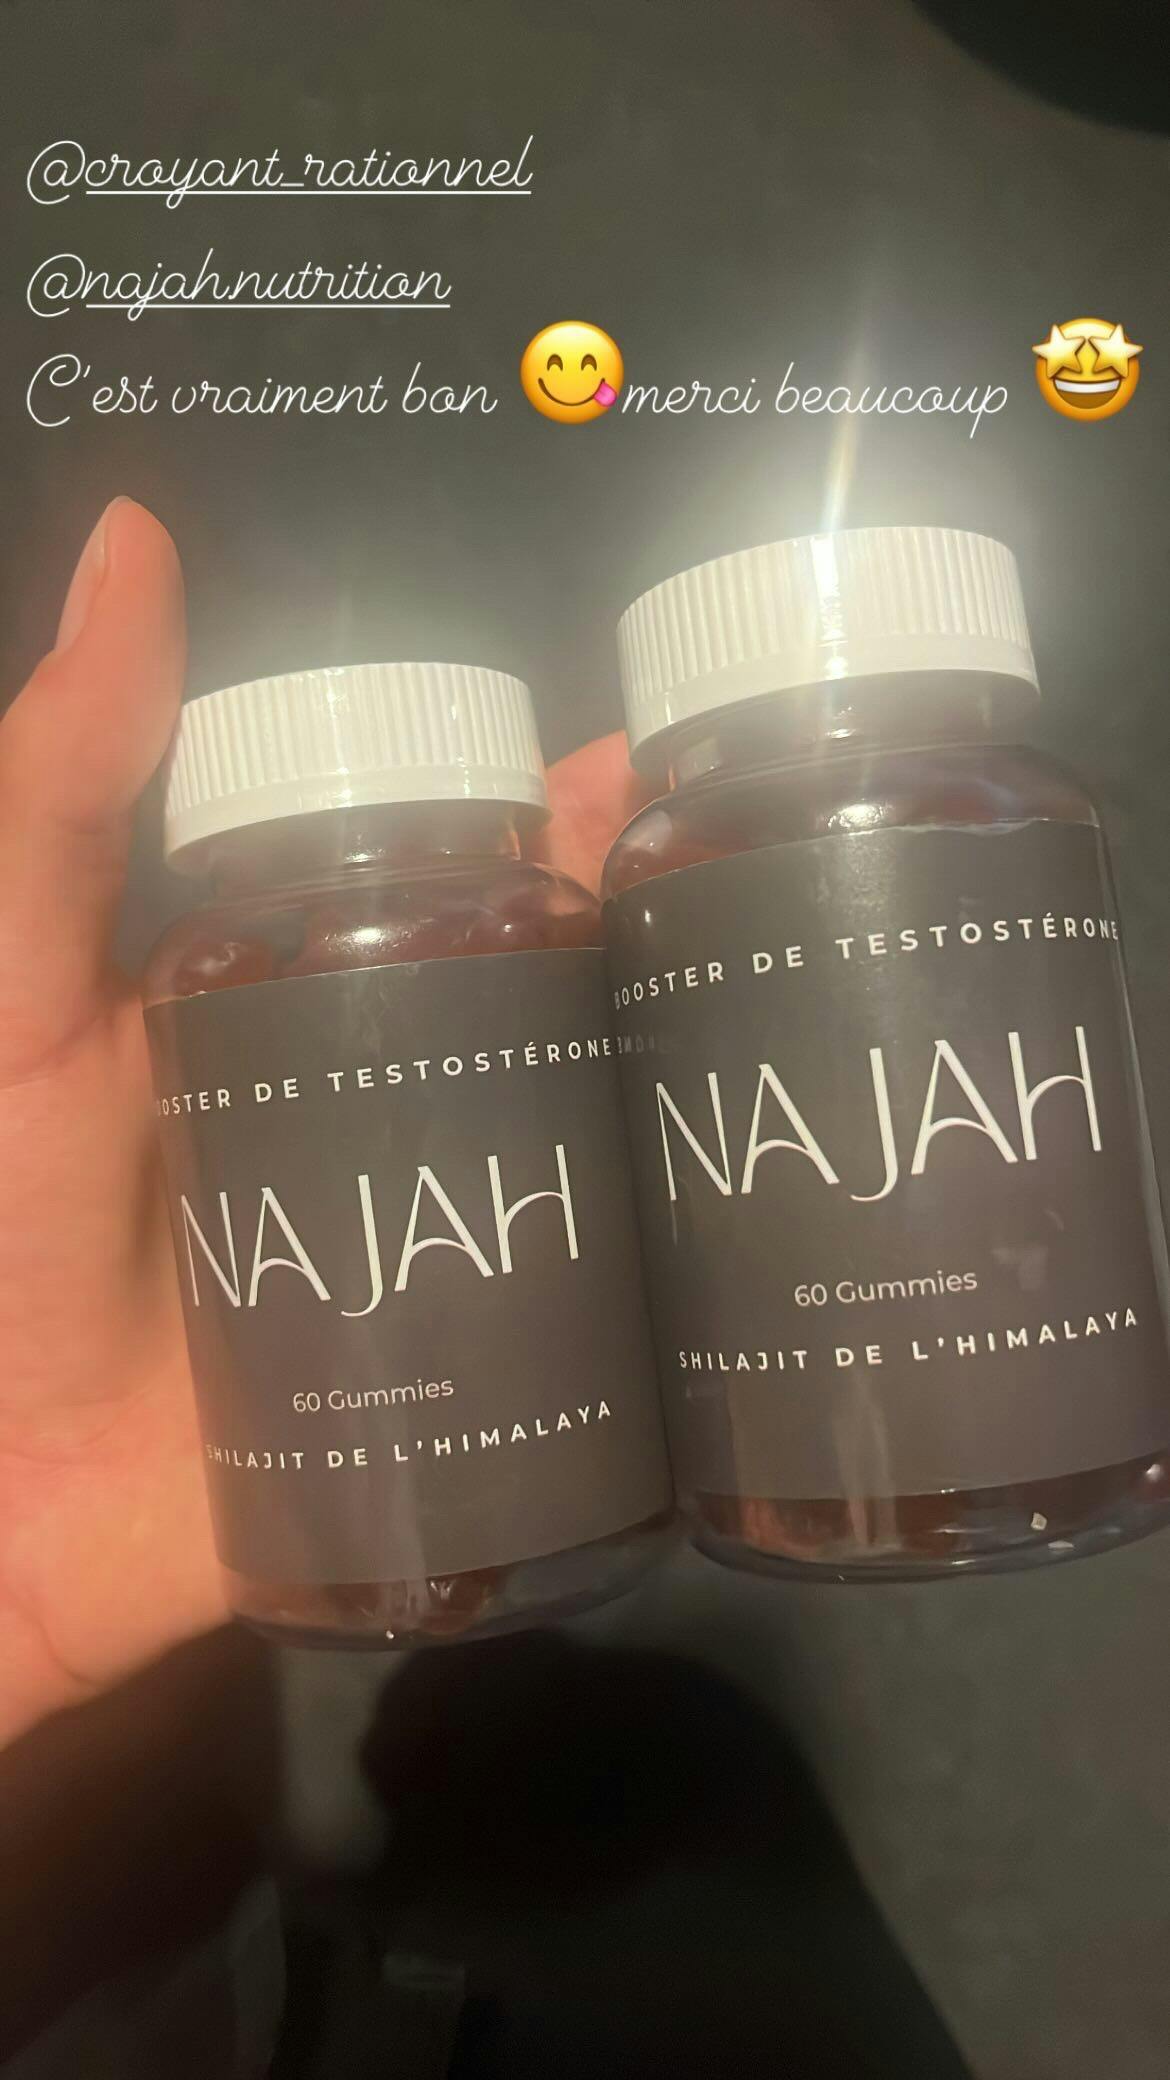 @croyant_rationnel
@najahnutrition
C'est vraiment bon 😋merci beaucoup 🤩
BOOSTER DE TESTOSTÉRONE
NAJAH
60 Gummies
SHILAJIT DE L'HIMALAYA
BOOSTER DE TESTOSTÉRONE
NAJAH
60 Gummies
SHILAJIT DE L'HIMALAYA